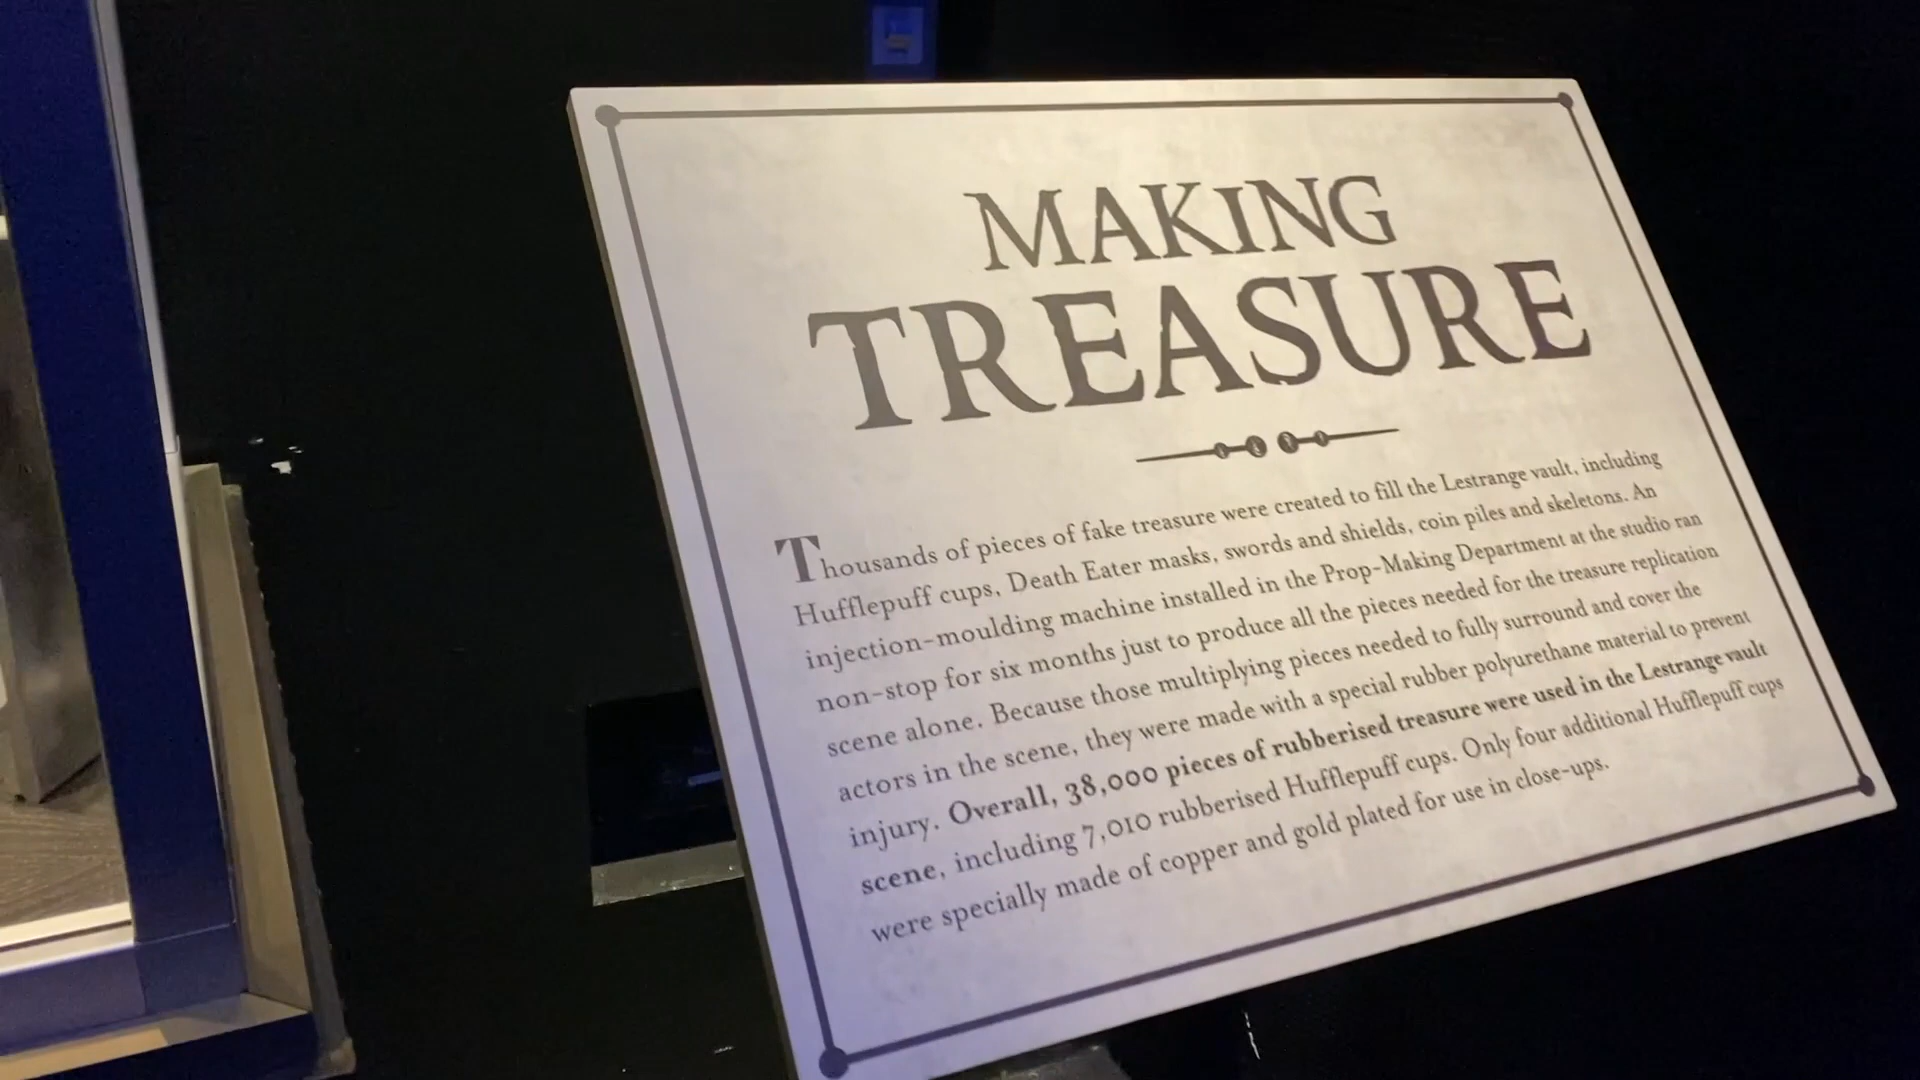 MAKING
TREASURE
Thousands of pieces of fake treasure were created to fill the Lestrange vault, including
Hufflepuff cups, Death Eater masks, swords and shields, coin piles and skeletons. An
injection-moulding machine installed in the Prop-Making Department at the studio ran
non-stop for six months just to produce all the pieces needed for the treasure replication
scene alone. Because those multiplying pieces needed to fully surround and cover the
actors in the scene, they were made with a special rubber polyurethane material to prevent
injury. Overall, 38,000 pieces of rubberised treasure were used in the Lestrange vault
scene, including 7,010 rubberised Hufflepuff cups. Only four additional Hufflepuff cups
were specially made of copper and gold plated for use in close-ups.